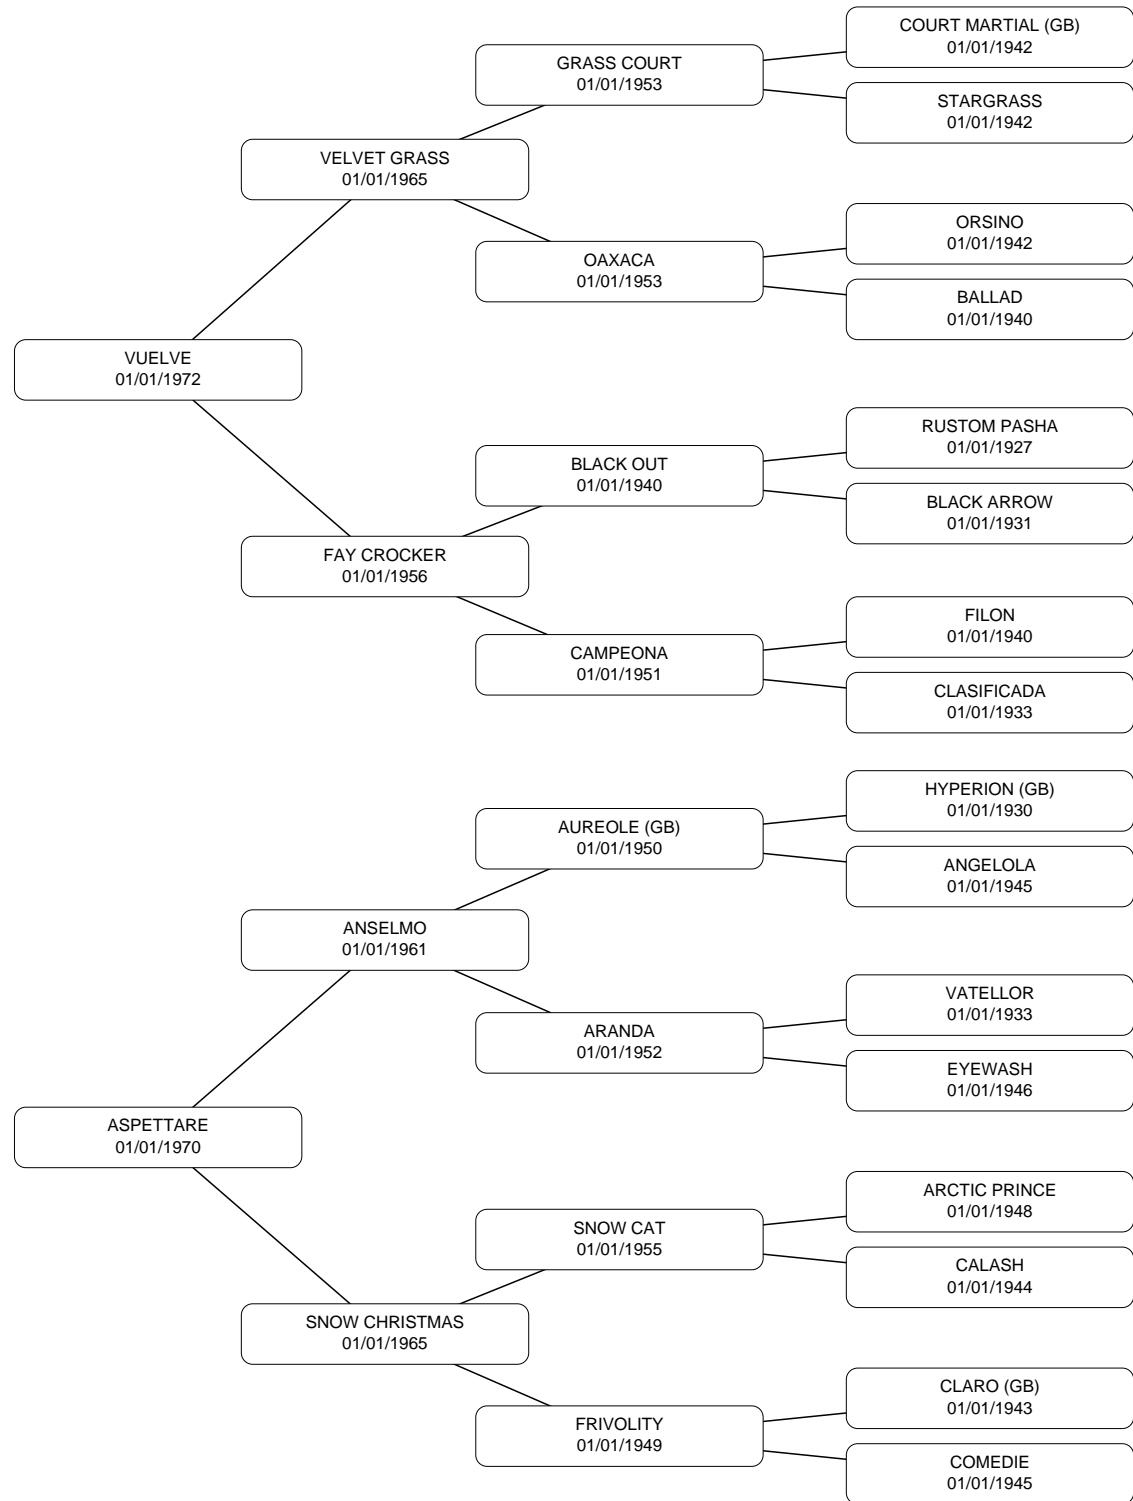 COURT MARTIAL (GB)
01/01/1942
GRASS COURT
01/01/1953
STARGRASS
01/01/1942
VELVET GRASS
01/01/1965
ORSINO
01/01/1942
OAXACA
01/01/1953
BALLAD
01/01/1940
VUELVE
01/01/1972
RUSTOM PASHA
01/01/1927
BLACK OUT
01/01/1940
BLACK ARROW
01/01/1931
FAY CROCKER
01/01/1956
FILON
01/01/1940
CAMPEONA
01/01/1951
CLASIFICADA
01/01/1933
HYPERION (GB)
01/01/1930
AUREOLE (GB)
01/01/1950
ANGELOLA
01/01/1945
ANSELMO
01/01/1961
VATELLOR
01/01/1933
ARANDA
01/01/1952
EYEWASH
01/01/1946
ASPETTARE
01/01/1970
ARCTIC PRINCE
01/01/1948
SNOW CAT
01/01/1955
CALASH
01/01/1944
SNOW CHRISTMAS
01/01/1965
CLARO (GB)
01/01/1943
FRIVOLITY
01/01/1949
COMEDIE
01/01/1945